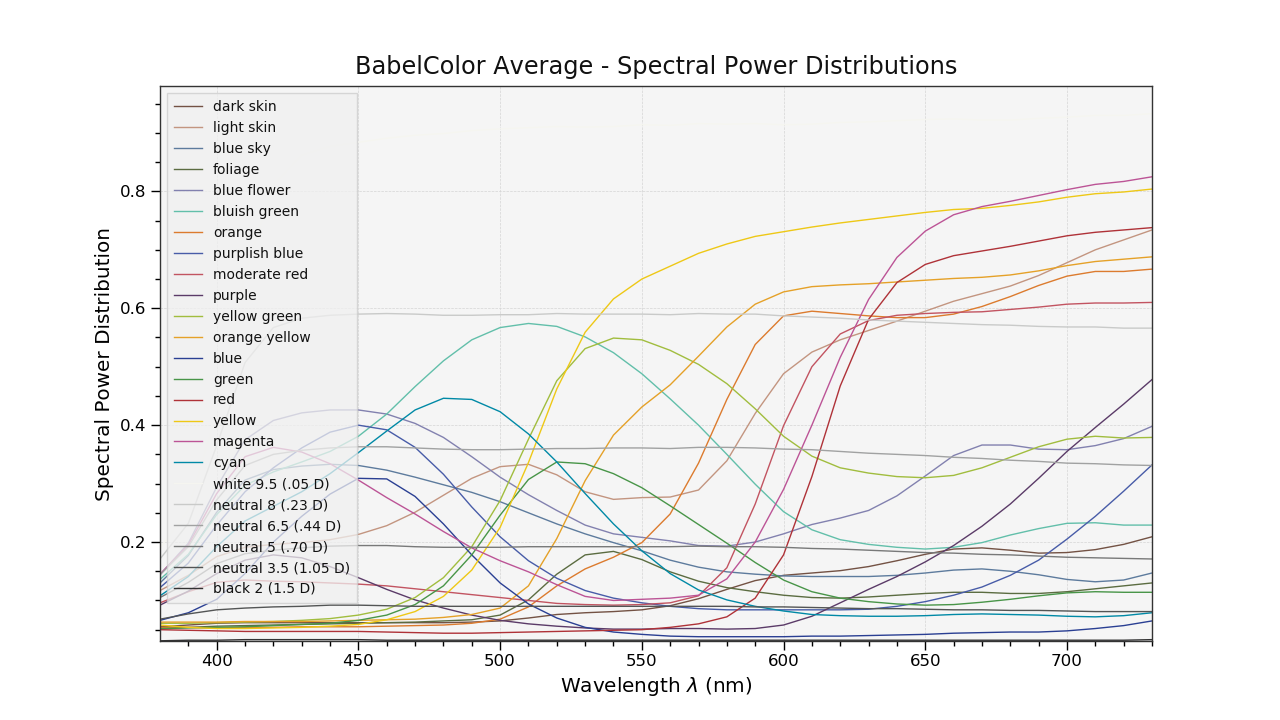 BabelColor Average - Spectral Power Distributions
Spectral Power Distribution
0.8
0.6
0.4
0.2
dark skin
light skin
blue sky
foliage
blue flower
bluish green
orange
purplish blue
moderate red
purple
yellow green
orange yellow
blue
green
red
yellow
magenta
cyan
white 9.5 (.05 D)
neutral 8 (.23 D)
neutral 6.5 (.44 D)
neutral 5 (.70 D)
neutral 3.5 (1.05 D)
black 2 (1.5 D)
400 450 500 550 600 650 700
Wavelength λ (nm)